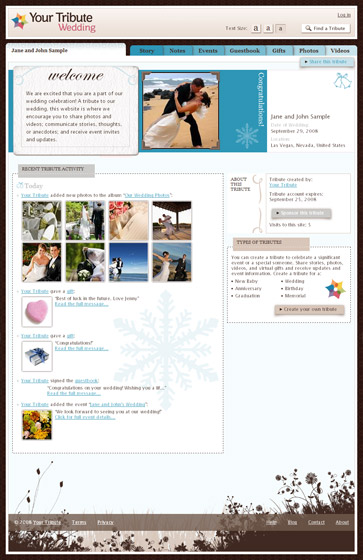 Your Tribute
Wedding
Log in
Text Size: a a a
Find a Tribute
Jane and John Sample
Story Notes Events Guestbook Gifts Photos Videos
Share this tribute
welcome
We are excited that you are a part of our
wedding celebration! A tribute to our
wedding, this website is where we
encourage you to share photos and
videos; communicate stories, thoughts,
or anecdotes; and receive event invites
and updates.
Congratulations!
Jane and John Sample
Date of Wedding
September 25, 2008
Location
Las Vegas, Nevada, United States
RECENT TRIBUTE ACTIVITY
Today
Your Tribute added new photos to the album "Our Wedding Photos":
Your Tribute gave a gift:
"Best of luck in the future. Love Jenny"
Read the full message...
Your Tribute gave a gift:
"Congratulations!"
Read the full message...
Your Tribute signed the guestbook:
"Congratulations on your wedding! Wishing you a lif..."
Read the full message...
Your Tribute added the event "Jane and John's Wedding":
"We look forward to seeing you at our wedding!"
Click for full event details...
ABOUT
THIS
TRIBUTE
Tribute created by:
Your Tribute
Tribute account expires:
September 25, 2008
Sponsor this tribute
Visits to this site: 5
TYPES OF TRIBUTES
You can create a tribute to celebrate a significant
event or a special someone. Share stories, photos,
videos, and virtual gifts and receive updates and
event information. Create a tribute for a:
• New Baby • Wedding
• Anniversary • Birthday
• Graduation • Memorial
Create your own tribute
© 2008 Your Tribute Terms Privacy Help Blog Contact About